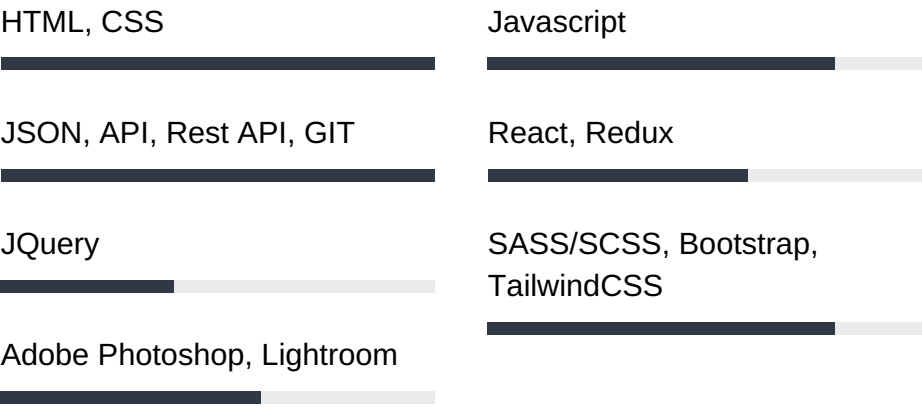 HTML, CSS
Javascript
JSON, API, Rest API, GIT
React, Redux
JQuery
SASS/SCSS, Bootstrap,
TailwindCSS
Adobe Photoshop, Lightroom